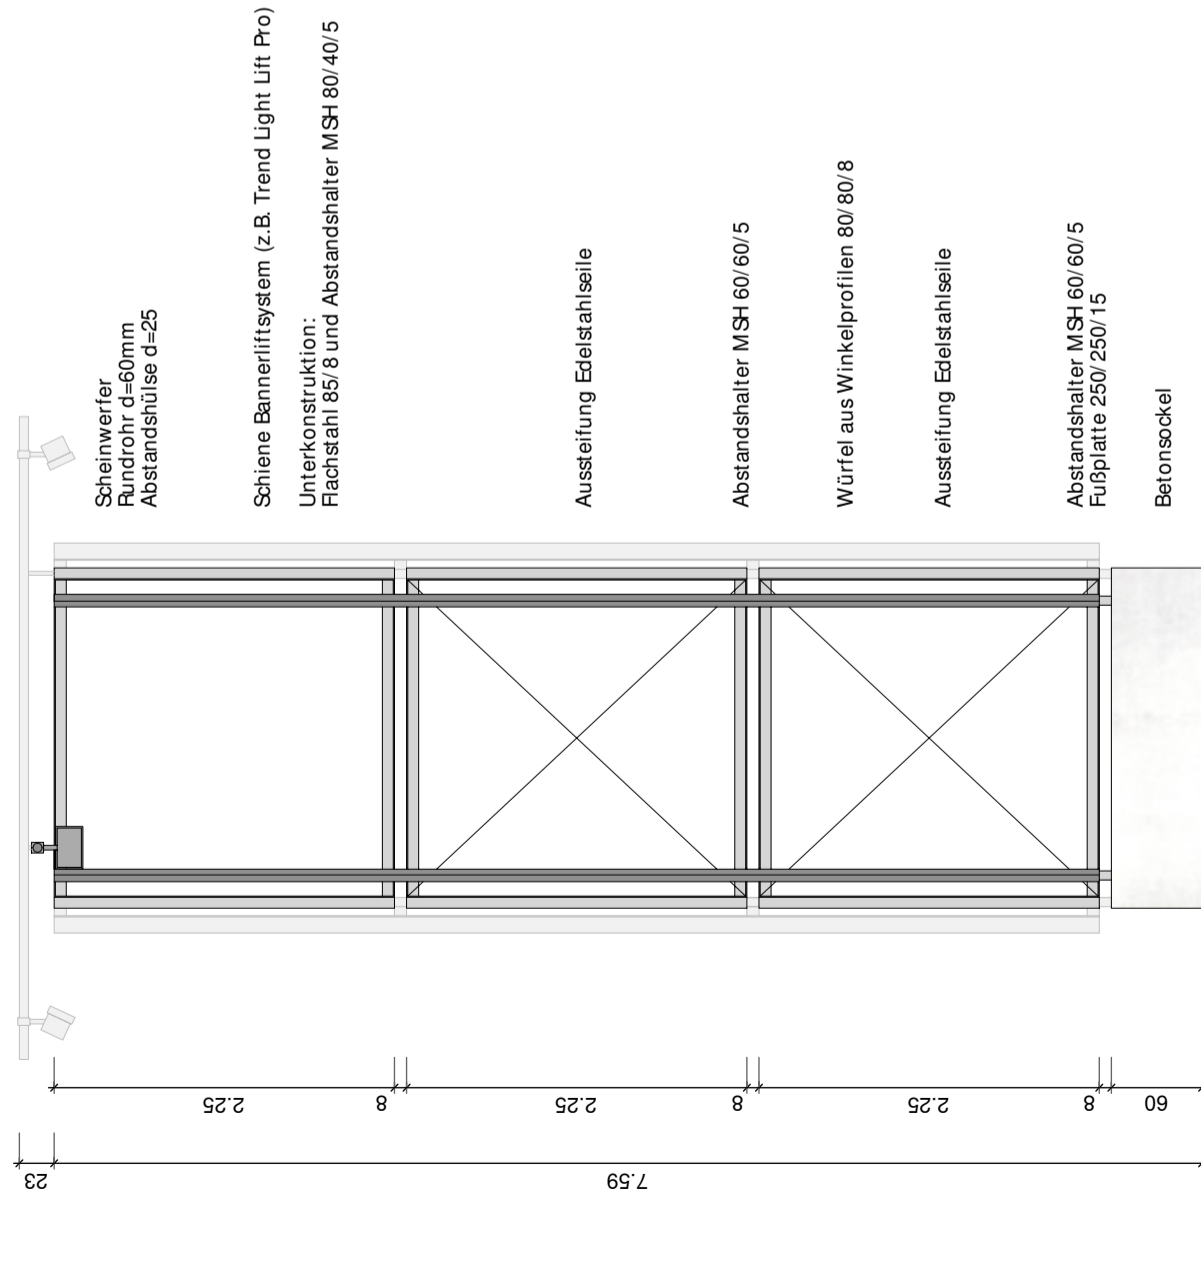 Scheinwerfer
Rundrohr d=60mm
Abstandshülse d=25
Schiene Bannerliftsystem (z.B. Trend Light Lift Pro)
Unterkonstruktion:
Flachstahl 85/8 und Abstandshalter MSH 80/40/5
Aussteifung Edelstahlseile
Abstandshalter MSH 60/60/5
Würfel aus Winkelprofilen 80/80/8
Aussteifung Edelstahlseile
Abstandshalter MSH 60/60/5
Fußplatte 250/250/15
Betonsockel
2.25
8
2.25
8
2.25
8
60
23
7.59